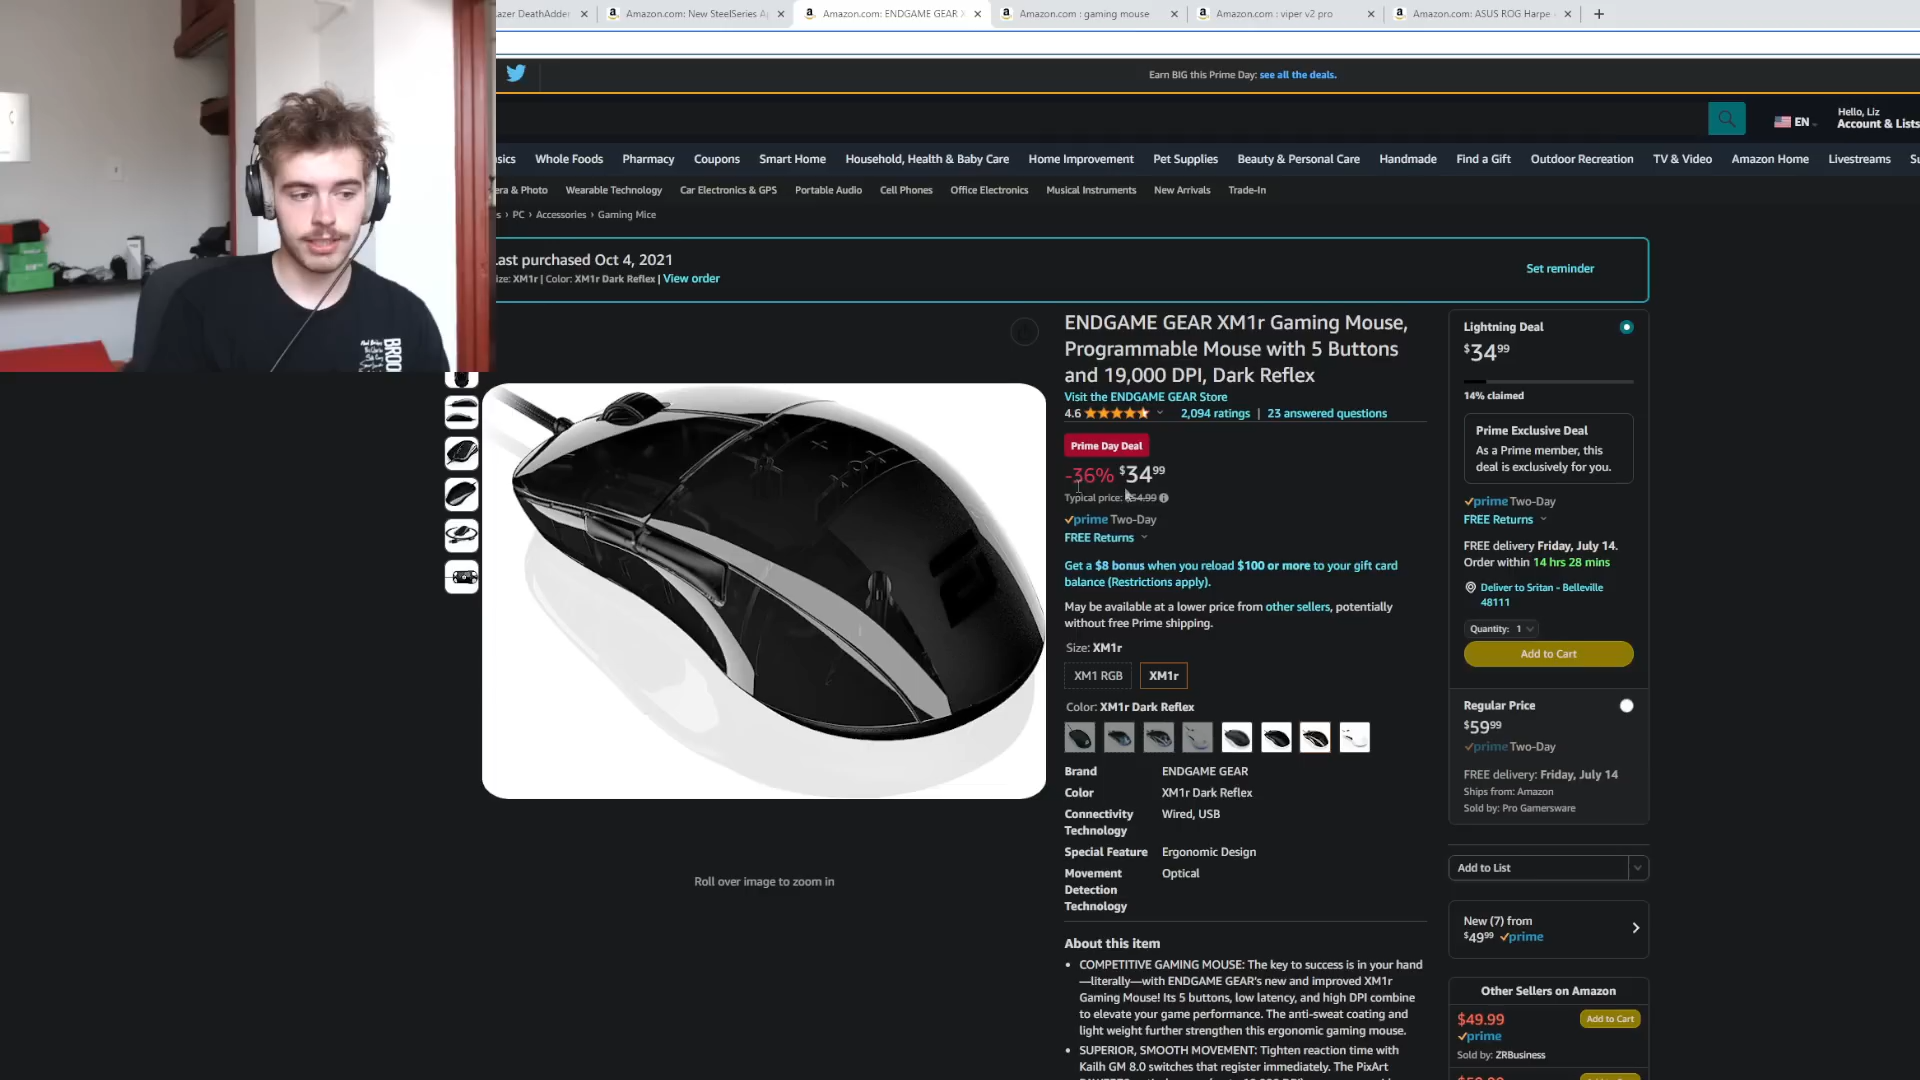 azer DeathAdder
Amazon.com: New SteelSeries A
Amazon.com: ENDGAME GEAR X
Amazon.com : gaming mouse
Amazon.com : viper v2 pro
Amazon.com: ASUS ROG Harpe
Earn BIG this Prime Day: see all the deals.
EN
Hello, Liz
Account & Lists
sics Whole Foods Pharmacy Coupons Smart Home Household, Health & Baby Care Home Improvement Pet Supplies Beauty & Personal Care Handmade Find a Gift Outdoor Recreation TV & Video Amazon Home Livestreams Su
era & Photo Wearable Technology Car Electronics & GPS Portable Audio Cell Phones Office Electronics Musical Instruments New Arrivals Trade-In
s › PC › Accessories › Gaming Mice
Last purchased Oct 4, 2021
ize: XM1r | Color: XM1r Dark Reflex | View order
Set reminder
ENDGAME GEAR XM1r Gaming Mouse,
Programmable Mouse with 5 Buttons
and 19,000 DPI, Dark Reflex
Visit the ENDGAME GEAR Store
4.6 2,094 ratings | 23 answered questions
Prime Day Deal
-36% $34 99
Typical price: $54.99
prime Two-Day
FREE Returns
Get a $8 bonus when you reload $100 or more to your gift card
balance (Restrictions apply).
May be available at a lower price from other sellers, potentially
without free Prime shipping.
Size: XM1r
XM1 RGB XM1r
Color: XM1r Dark Reflex
Brand ENDGAME GEAR
Color XM1r Dark Reflex
Connectivity Wired, USB
Technology
Special Feature Ergonomic Design
Movement Optical
Detection
Technology
About this item
• COMPETITIVE GAMING MOUSE: The key to success is in your hand
—literally—with ENDGAME GEAR's new and improved XM1r
Gaming Mouse! Its 5 buttons, low latency, and high DPI combine
to elevate your game performance. The anti-sweat coating and
light weight further strengthen this ergonomic gaming mouse.
• SUPERIOR, SMOOTH MOVEMENT: Tighten reaction time with
Kailh GM 8.0 switches that register immediately. The PixArt
Roll over image to zoom in
Lightning Deal
$34 99
14% claimed
Prime Exclusive Deal
As a Prime member, this
deal is exclusively for you.
prime Two-Day
FREE Returns
FREE delivery Friday, July 14.
Order within 14 hrs 28 mins
Deliver to Sritan - Belleville
48111
Quantity: 1
Add to Cart
Regular Price
$59 99
prime Two-Day
FREE delivery: Friday, July 14
Ships from: Amazon
Sold by: Pro Gamersware
Add to List
New (7) from
$49 99 prime
Other Sellers on Amazon
$49.99
Add to Cart
prime
Sold by: ZRBusiness